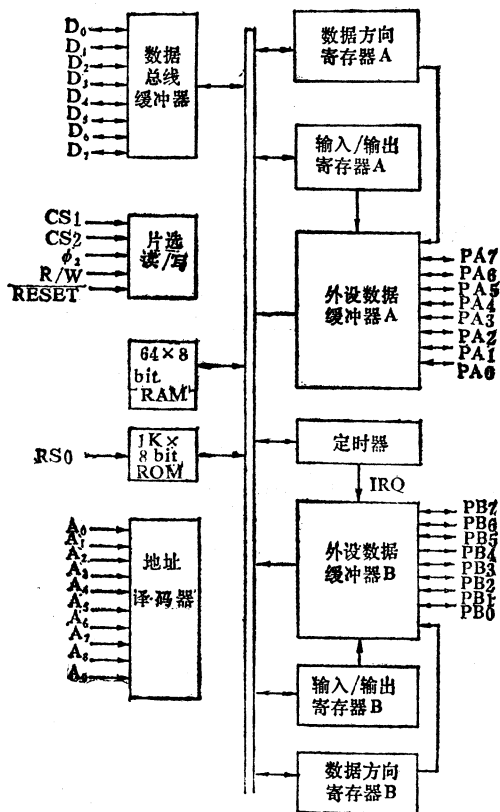 D₀
D₁
D₂
D₃
D₄
D₅
D₆
D₇
数据
总线
缓冲器
CS1
CS2
φ₂
R/W
RESET
片选
读/写
64×8
bit
RAM
RS0
1K×
8 bit
ROM
A₀
A₁
A₂
A₃
A₄
A₅
A₆
A₇
A₈
A₉
地址
译码器
数据方向
寄存器A
输入/输出
寄存器A
外设数据
缓冲器A
PA7
PA6
PA5
PA4
PA3
PA2
PA1
PA0
定时器
IRQ
外设数据
缓冲器B
PB7
PB6
PB5
PB4
PB3
PB2
PB1
PB0
输入/输出
寄存器B
数据方向
寄存器B